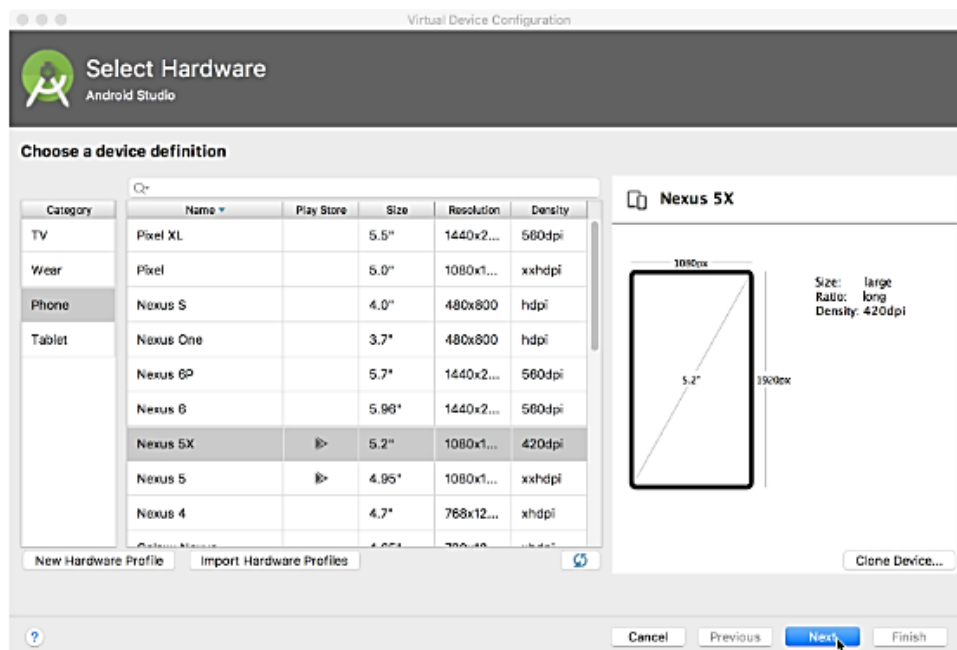 Virtual Device Configuration
Select Hardware
Android Studio
Choose a device definition
Category
Name Play Store Size Resolution Density
TV
Wear
Phone
Tablet
Pixel XL 5.5" 1440x2... 560dpi
Pixel 5.0" 1080x1... xxhdpi
Nexus S 4.0" 480x800 hdpi
Nexus One 3.7" 480x800 hdpi
Nexus 6P 5.7" 1440x2... 560dpi
Nexus 6 5.96" 1440x2... 560dpi
Nexus 5X 5.2" 1080x1... 420dpi
Nexus 5 4.95" 1080x1... xxhdpi
Nexus 4 4.7" 768x12... xhdpi
New Hardware Profile Import Hardware Profiles
Nexus 5X
1080px
Size: large
Ratio: long
Density: 420dpi
5.2"
1920px
Clone Device...
? Cancel Previous Next Finish